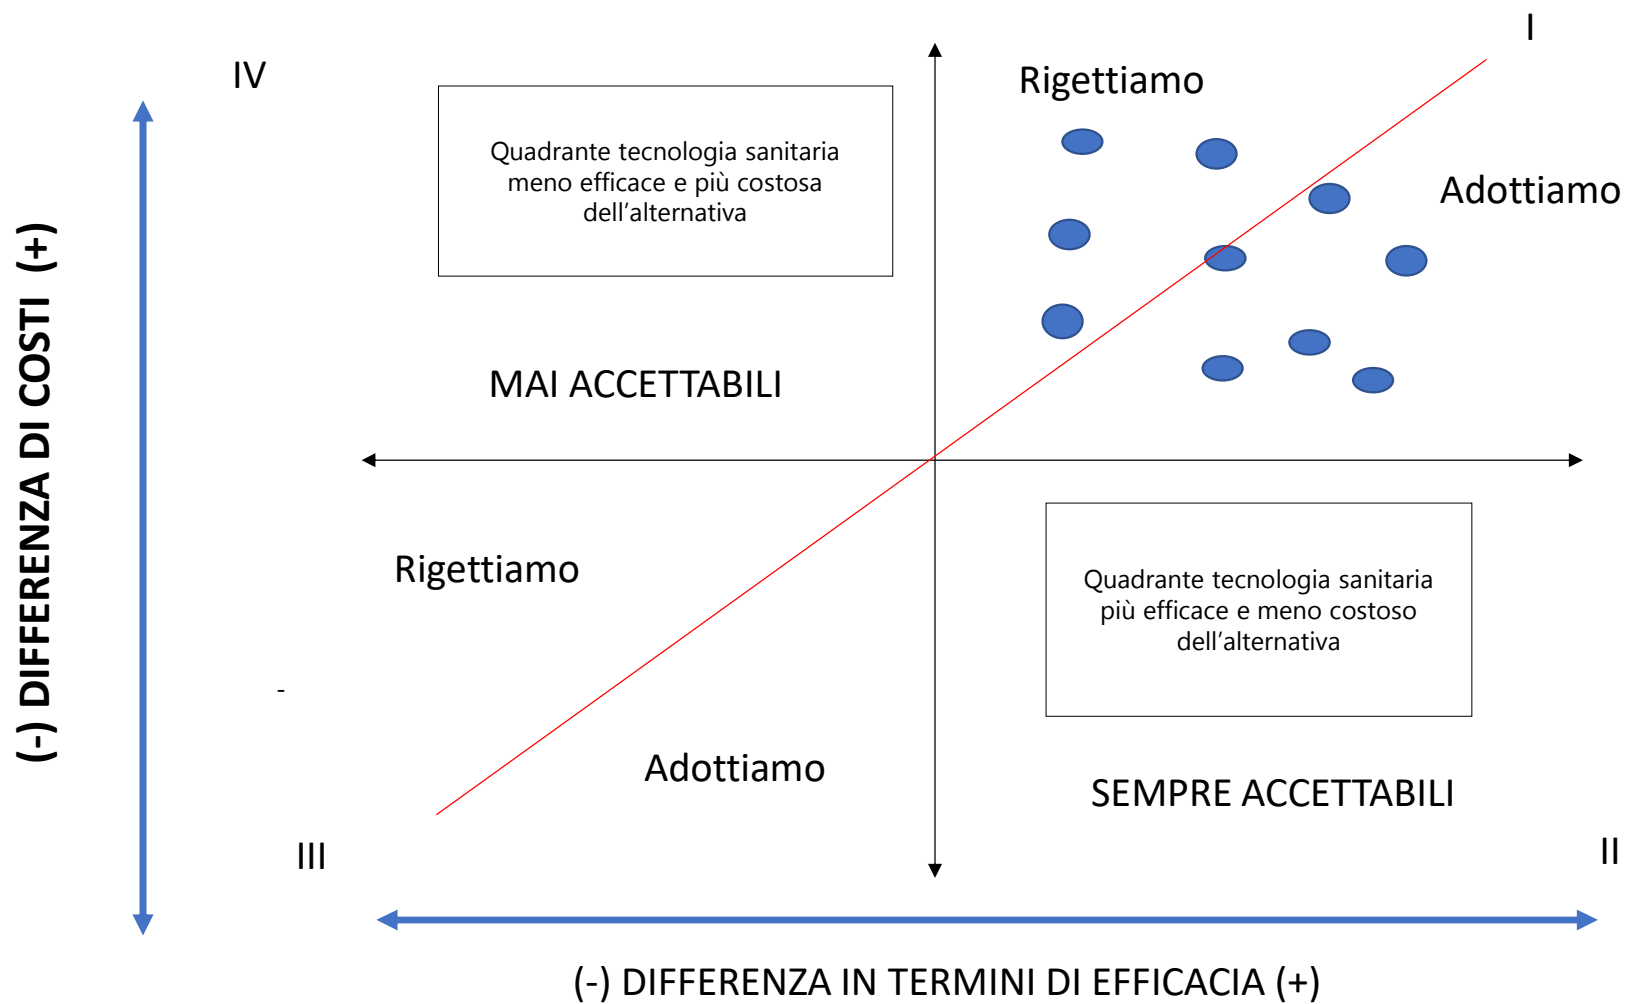 I
IV
Rigettiamo
Quadrante tecnologia sanitaria
meno efficace e più costosa
dell’alternativa
Adottiamo
MAI ACCETTABILI
(-) DIFFERENZA DI COSTI (+)
Rigettiamo
Quadrante tecnologia sanitaria
più efficace e meno costoso
dell’alternativa
-
Adottiamo
SEMPRE ACCETTABILI
III
II
(-) DIFFERENZA IN TERMINI DI EFFICACIA (+)